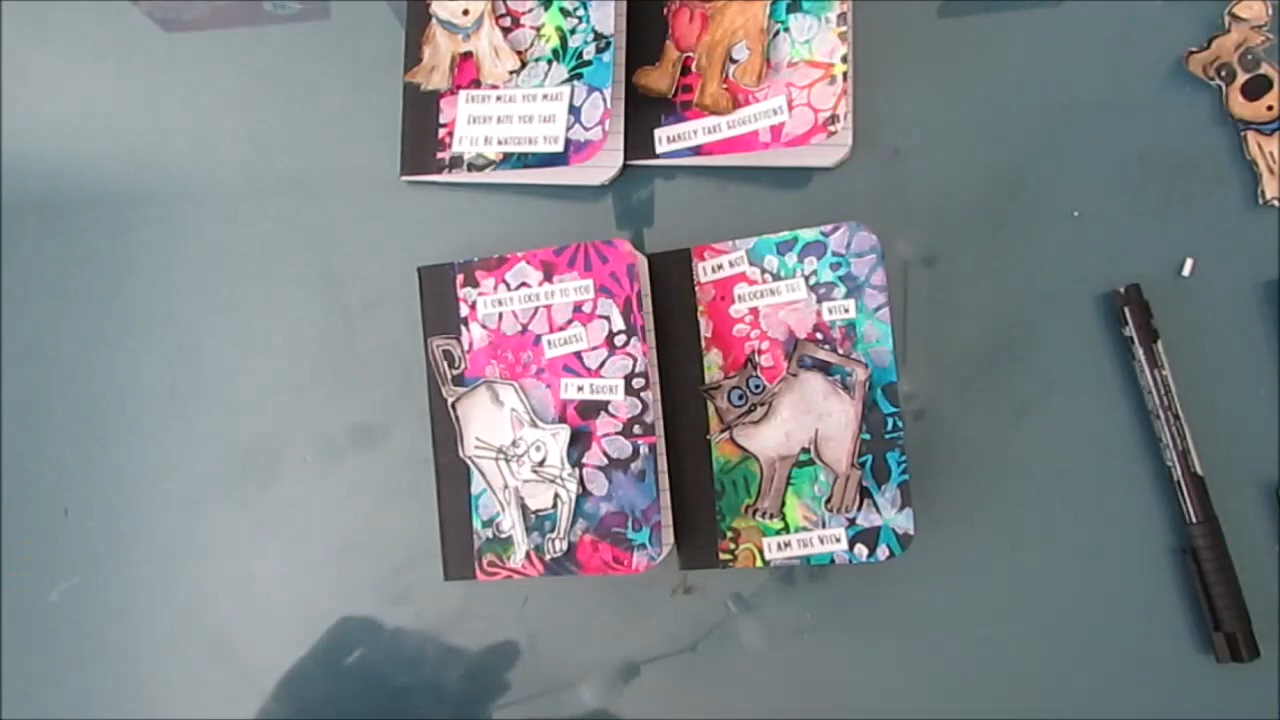 EVERY MEAL YOU MAKE
EVERY BITE YOU TAKE
I'LL BE WATCHING YOU
I BARELY TAKE SUGGESTIONS
I ONLY LOOK UP TO YOU
BECAUSE
I'M SHORT
I AM NOT
BLOCKING THE
VIEW
I AM THE VIEW